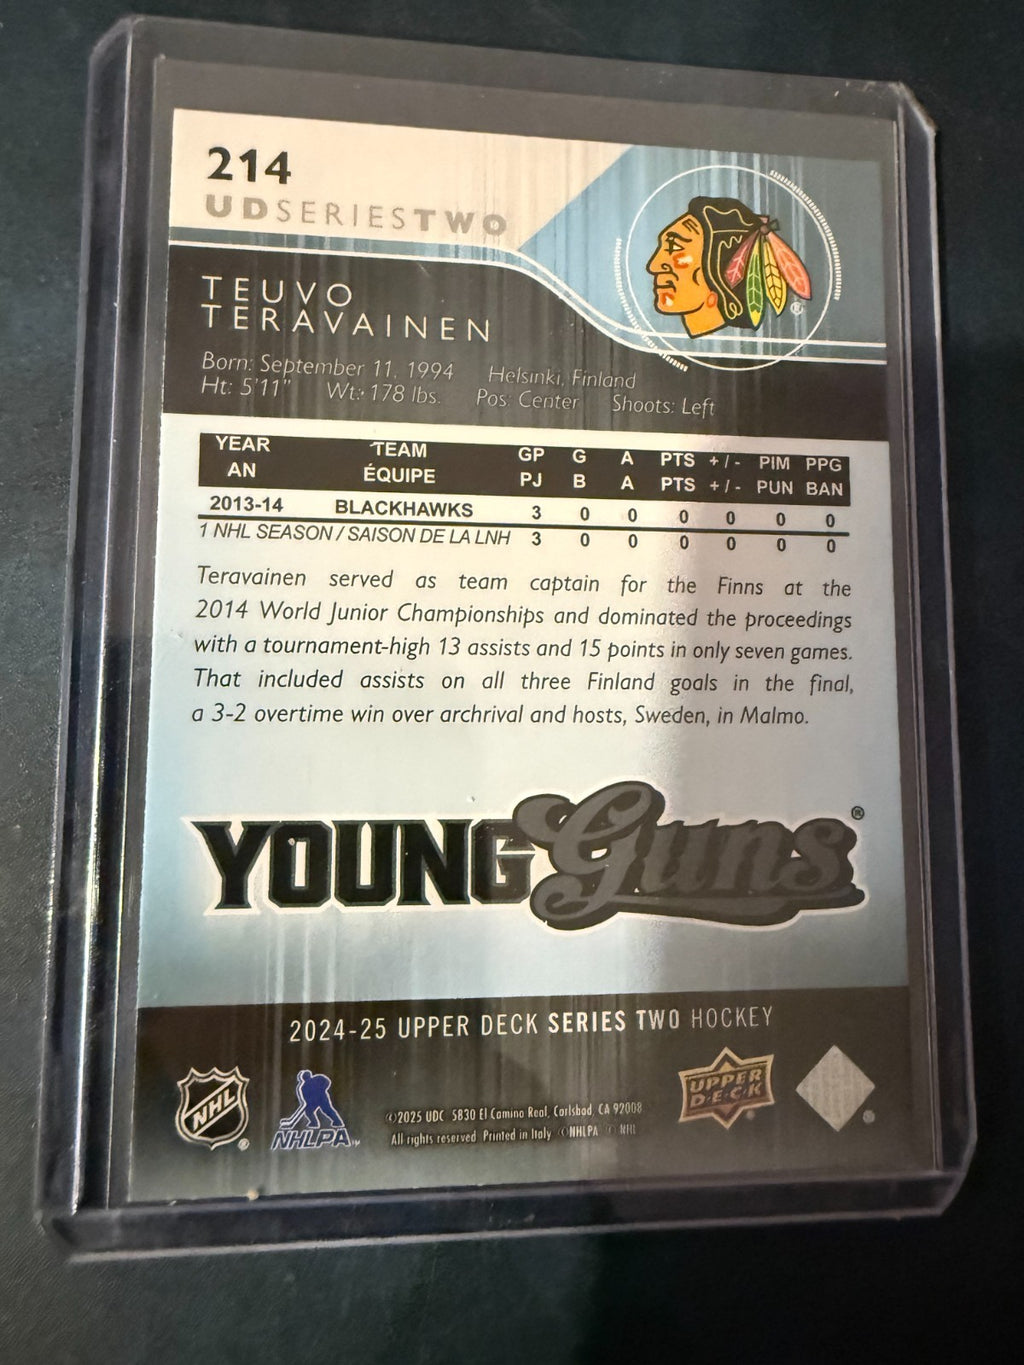 214
UDSERIESTWO
TEUVO
TERAVAINEN
Born: September 11, 1994 Helsinki, Finland
Ht: 5'11" Wt: 178 lbs. Pos: Center Shoots: Left
YEAR TEAM GP G A PTS +/- PIM PPG
AN ÉQUIPE PJ B A PTS +/- PUN BAN
2013-14 BLACKHAWKS 3 0 0 0 0 0 0
1 NHL SEASON / SAISON DE LA LNH 3 0 0 0 0 0 0
Teravainen served as team captain for the Finns at the
2014 World Junior Championships and dominated the proceedings
with a tournament-high 13 assists and 15 points in only seven games.
That included assists on all three Finland goals in the final,
a 3-2 overtime win over archrival and hosts, Sweden, in Malmo.
YOUNG Guns®
2024-25 UPPER DECK SERIES TWO HOCKEY
NHL ®
NHLPA™
©2025 UDC 5830 El Camino Real, Carlsbad, CA 92008
All rights reserved Printed in Italy ©NHLPA © NHL
UPPER
DECK
®